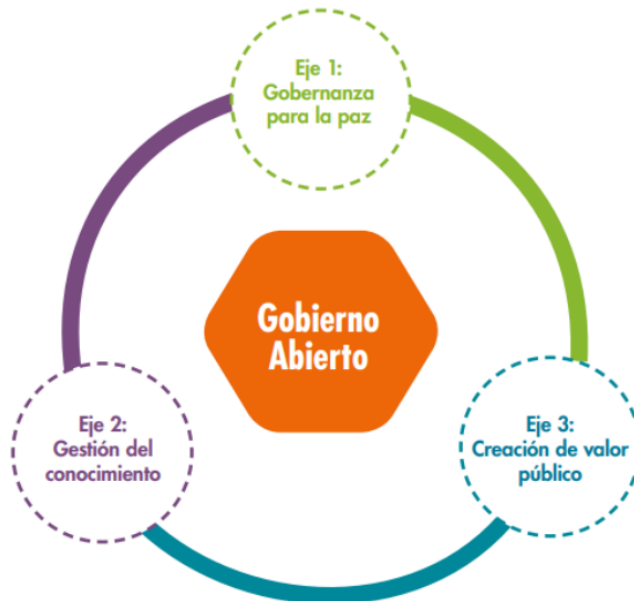 Eje 1:
Gobernanza
para la paz
Gobierno
Abierto
Eje 2:
Gestión del
conocimiento
Eje 3:
Creación de valor
público